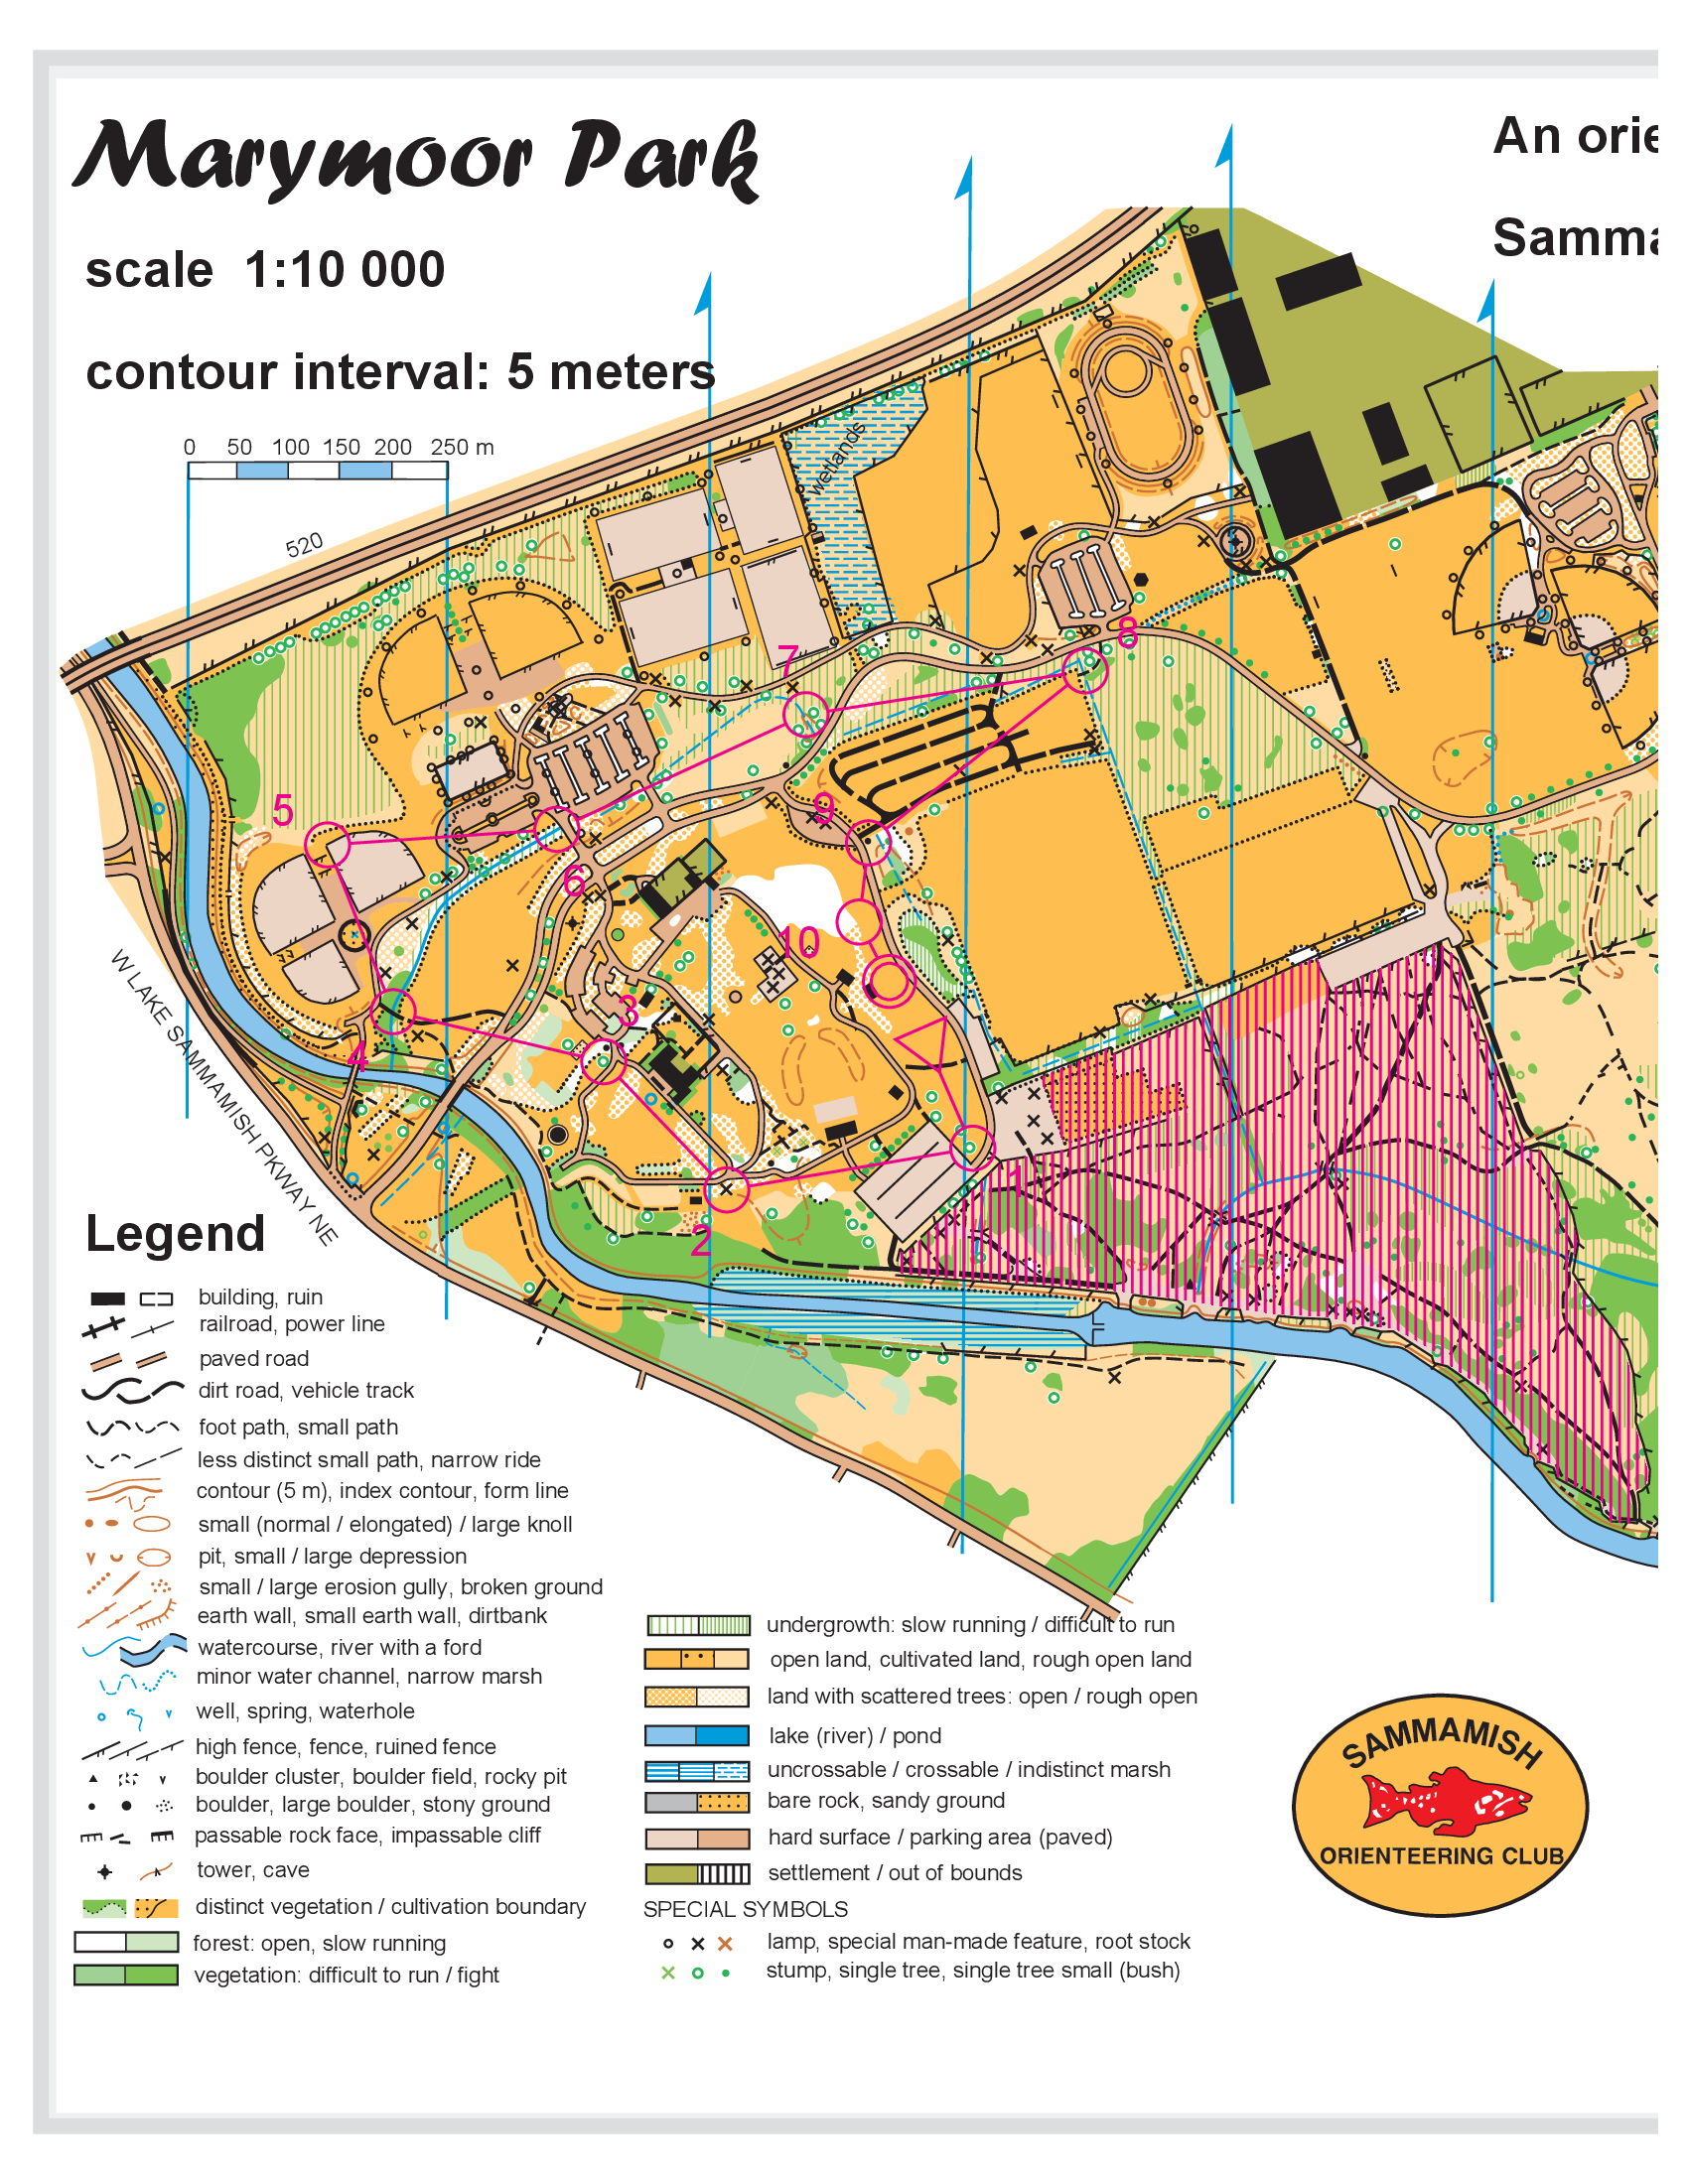 Marymoor Park
An orie
scale 1:10 000
Samma
contour interval: 5 meters
0 50 100 150 200 250 m
520
wetlands
W LAKE SAMMAMISH PKWAY NE
1
2
3
4
5
6
7
8
9
10
Legend
building, ruin
railroad, power line
paved road
dirt road, vehicle track
foot path, small path
less distinct small path, narrow ride
contour (5 m), index contour, form line
small (normal / elongated) / large knoll
pit, small / large depression
small / large erosion gully, broken ground
earth wall, small earth wall, dirtbank
watercourse, river with a ford
minor water channel, narrow marsh
well, spring, waterhole
high fence, fence, ruined fence
boulder cluster, boulder field, rocky pit
boulder, large boulder, stony ground
passable rock face, impassable cliff
tower, cave
distinct vegetation / cultivation boundary
forest: open, slow running
vegetation: difficult to run / fight
undergrowth: slow running / difficult to run
open land, cultivated land, rough open land
land with scattered trees: open / rough open
lake (river) / pond
uncrossable / crossable / indistinct marsh
bare rock, sandy ground
hard surface / parking area (paved)
settlement / out of bounds
SPECIAL SYMBOLS
lamp, special man-made feature, root stock
stump, single tree, single tree small (bush)
SAMMAMISH
ORIENTEERING CLUB